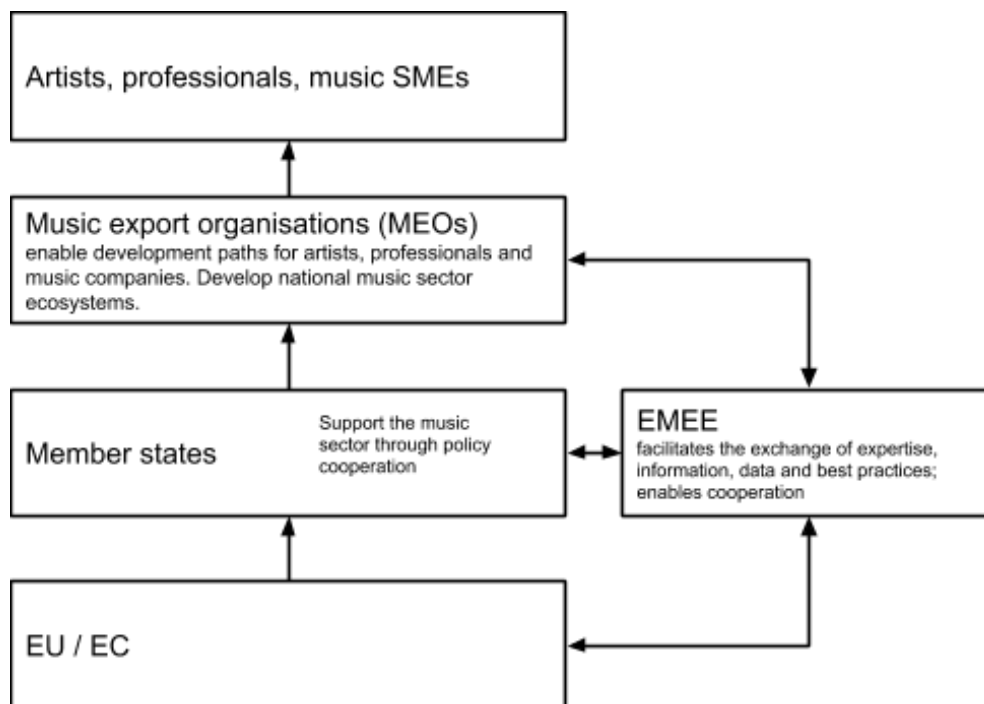 Artists, professionals, music SMEs
Music export organisations (MEOs)
enable development paths for artists, professionals and
music companies. Develop national music sector
ecosystems.
Member states
Support the music
sector through policy
cooperation
EMEE
facilitates the exchange of expertise,
information, data and best practices;
enables cooperation
EU / EC